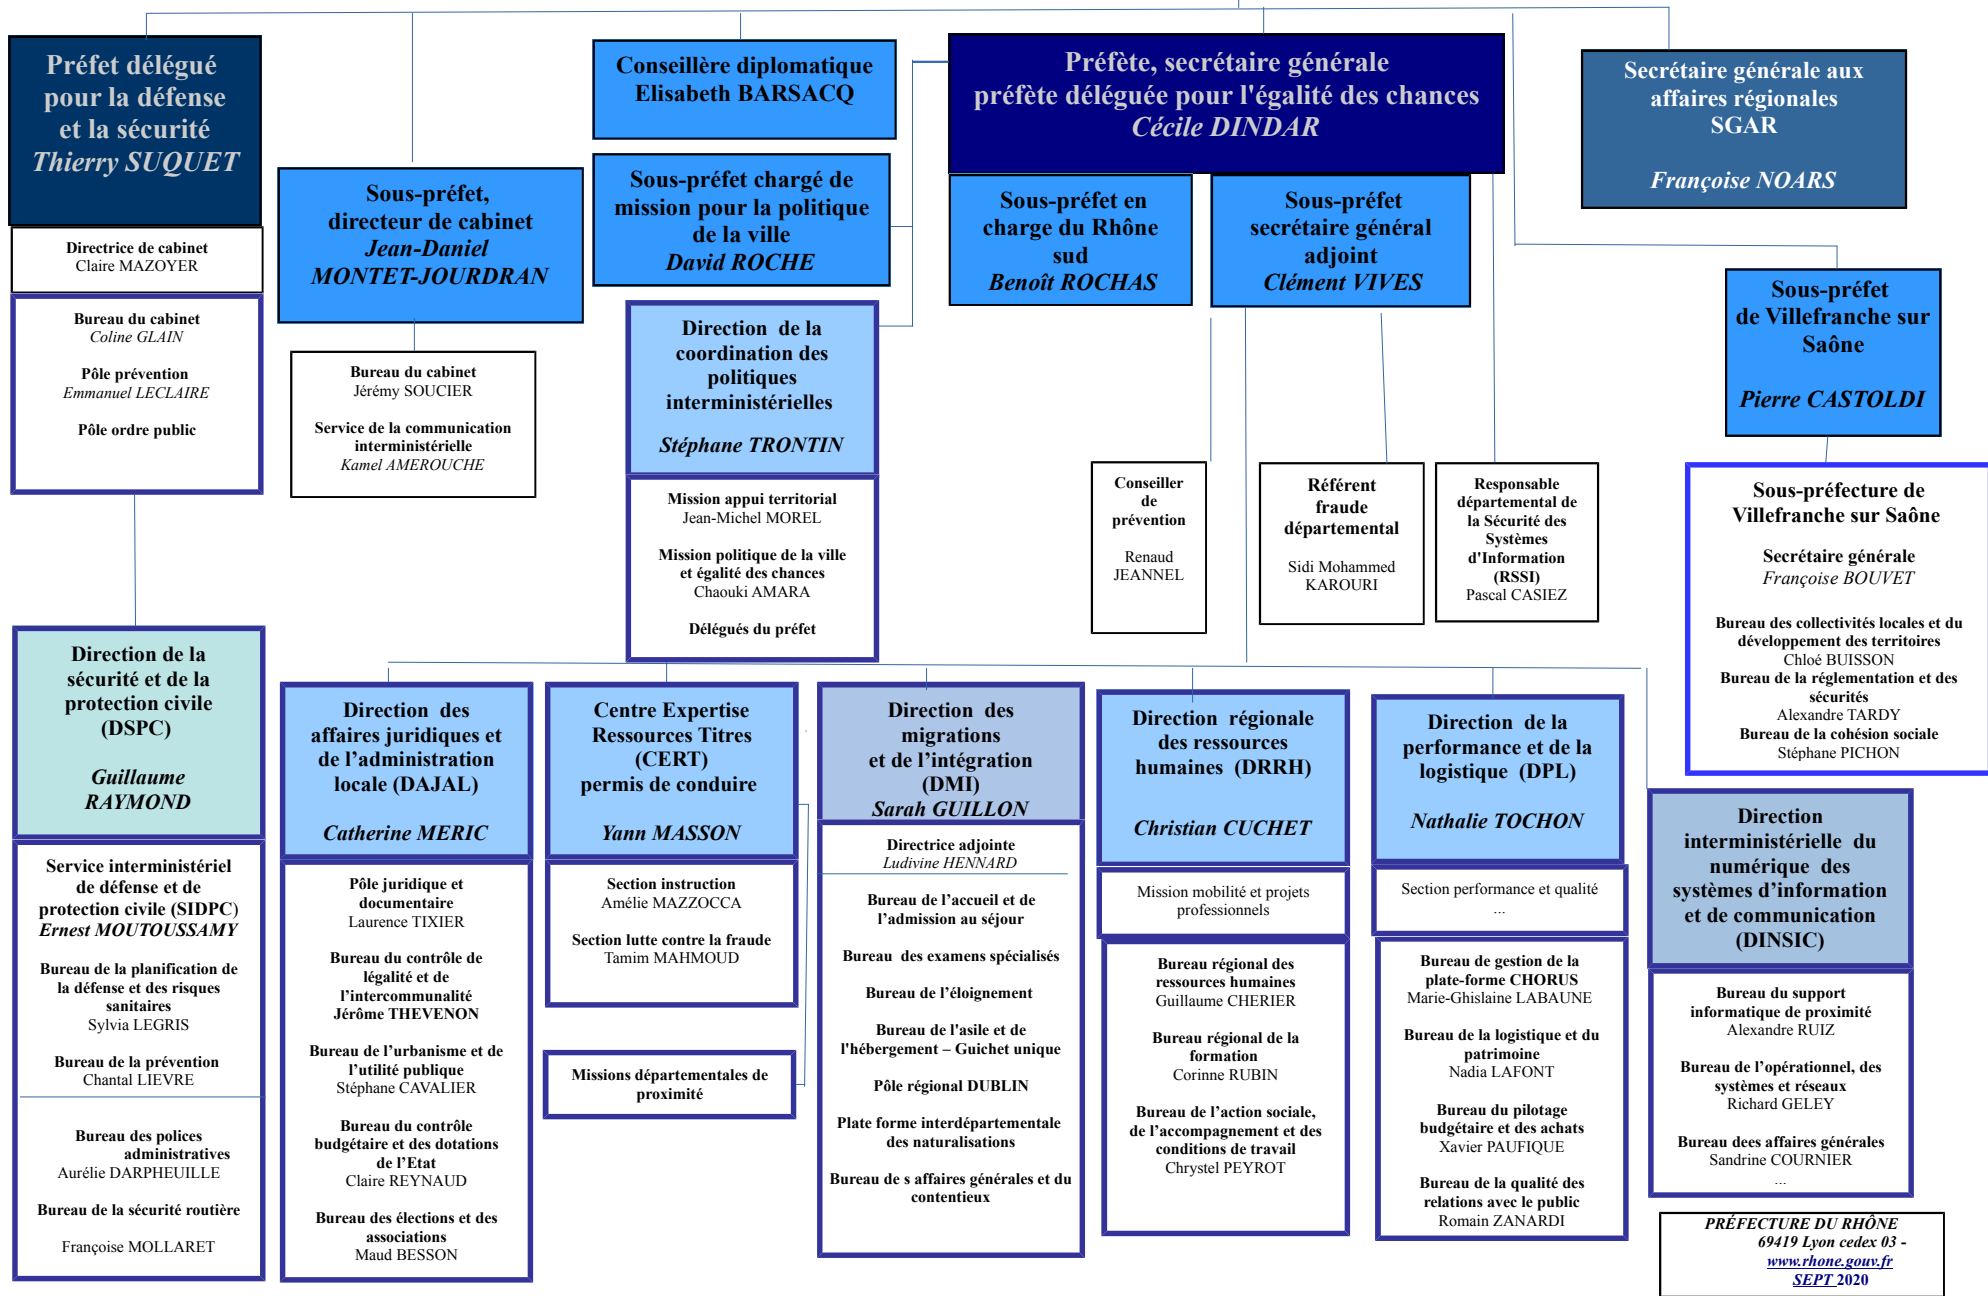 Préfet délégué
pour la défense
et la sécurité
Thierry SUQUET
Directrice de cabinet
Claire MAZOYER
Bureau du cabinet
Coline GLAIN
Pôle prévention
Emmanuel LECLAIRE
Pôle ordre public
Sous-préfet,
directeur de cabinet
Jean-Daniel
MONTET-JOURDRAN
Bureau du cabinet
Jérémy SOUCIER
Service de la communication
interministérielle
Kamel AMEROUCHE
Conseillère diplomatique
Elisabeth BARSACQ
Sous-préfet chargé de
mission pour la politique
de la ville
David ROCHE
Direction de la
coordination des
politiques
interministérielles
Stéphane TRONTIN
Mission appui territorial
Jean-Michel MOREL
Mission politique de la ville
et égalité des chances
Chaouki AMARA
Délégués du préfet
Préfète, secrétaire générale
préfète déléguée pour l'égalité des chances
Cécile DINDAR
Sous-préfet en
charge du Rhône
sud
Benoît ROCHAS
Sous-préfet
secrétaire général
adjoint
Clément VIVES
Conseiller
de
prévention
Renaud
JEANNEL
Référent
fraude
départemental
Sidi Mohammed
KAROURI
Responsable
départemental de
la Sécurité des
Systèmes
d'Information
(RSSI)
Pascal CASIEZ
Secrétaire générale aux
affaires régionales
SGAR
Françoise NOARS
Sous-préfet
de Villefranche sur
Saône
Pierre CASTOLDI
Sous-préfecture de
Villefranche sur Saône
Secrétaire générale
Françoise BOUVET
Bureau des collectivités locales et du
développement des territoires
Chloé BUISSON
Bureau de la réglementation et des
sécurités
Alexandre TARDY
Bureau de la cohésion sociale
Stéphane PICHON
Direction de la
sécurité et de la
protection civile
(DSPC)
Guillaume
RAYMOND
Service interministériel
de défense et de
protection civile (SIDPC)
Ernest MOUTOUSSAMY
Bureau de la planification de
la défense et des risques
sanitaires
Sylvia LEGRIS
Bureau de la prévention
Chantal LIEVRE
Bureau des polices
administratives
Aurélie DARPHEUILLE
Bureau de la sécurité routière
Françoise MOLLARET
Direction des
affaires juridiques et
de l'administration
locale (DAJAL)
Catherine MERIC
Pôle juridique et
documentaire
Laurence TIXIER
Bureau du contrôle de
légalité et de
l'intercommunalité
Jérôme THEVENON
Bureau de l'urbanisme et de
l'utilité publique
Stéphane CAVALIER
Bureau du contrôle
budgétaire et des dotations
de l'Etat
Claire REYNAUD
Bureau des élections et des
associations
Maud BESSON
Centre Expertise
Ressources Titres
(CERT)
permis de conduire
Yann MASSON
Section instruction
Amélie MAZZOCCA
Section lutte contre la fraude
Tamim MAHMOUD
Missions départementales de
proximité
Direction des
migrations
et de l'intégration
(DMI)
Sarah GUILLON
Directrice adjointe
Ludivine HENNARD
Bureau de l'accueil et de
l'admission au séjour
Bureau des examens spécialisés
Bureau de l'éloignement
Bureau de l'asile et de
l'hébergement – Guichet unique
Pôle régional DUBLIN
Plate forme interdépartementale
des naturalisations
Bureau de s affaires générales et du
contentieux
Direction régionale
des ressources
humaines (DRRH)
Christian CUCHET
Mission mobilité et projets
professionnels
Bureau régional des
ressources humaines
Guillaume CHERIER
Bureau régional de la
formation
Corinne RUBIN
Bureau de l'action sociale,
de l'accompagnement et des
conditions de travail
Chrystel PEYROT
Direction de la
performance et de la
logistique (DPL)
Nathalie TOCHON
Section performance et qualité
...
Bureau de gestion de la
plate-forme CHORUS
Marie-Ghislaine LABAUNE
Bureau de la logistique et du
patrimoine
Nadia LAFONT
Bureau du pilotage
budgétaire et des achats
Xavier PAUFIQUE
Bureau de la qualité des
relations avec le public
Romain ZANARDI
Direction
interministérielle du
numérique des
systèmes d'information
et de communication
(DINSIC)
Bureau du support
informatique de proximité
Alexandre RUIZ
Bureau de l'opérationnel, des
systèmes et réseaux
Richard GELEY
Bureau dees affaires générales
Sandrine COURNIER
...
PRÉFECTURE DU RHÔNE
69419 Lyon cedex 03 -
www.rhone.gouv.fr
SEPT 2020